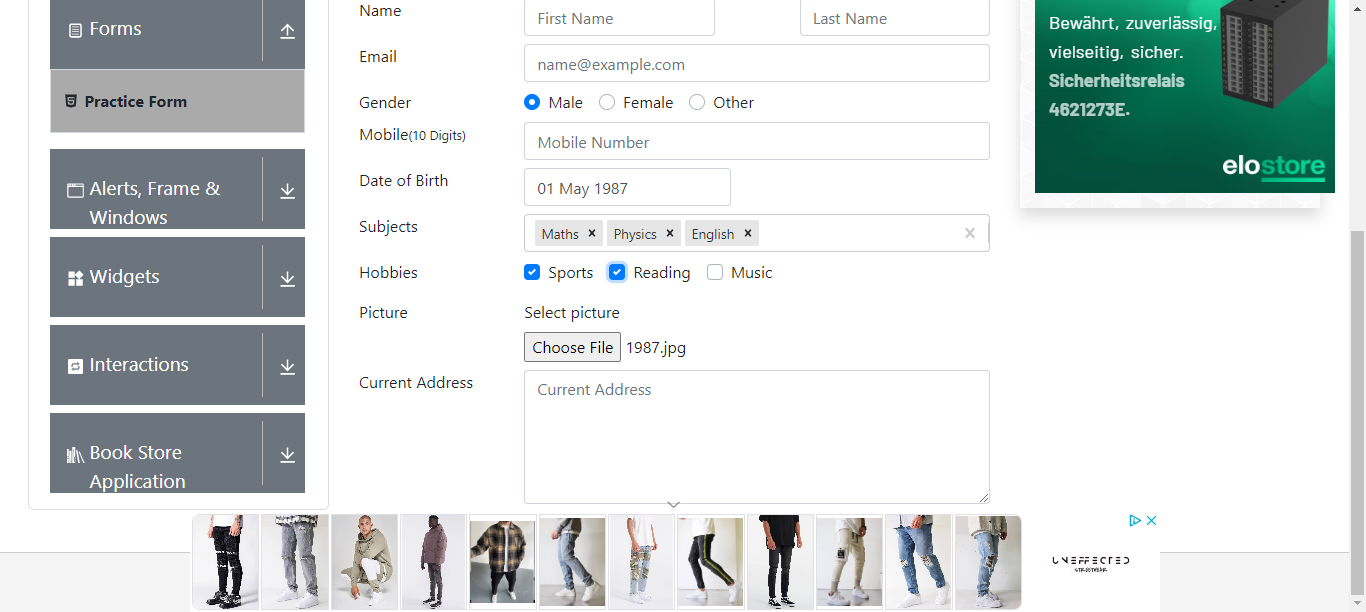 Forms
Practice Form
Alerts, Frame &
Windows
Widgets
Interactions
Book Store
Application
Name
First Name
Last Name
Email
name@example.com
Gender
Male
Female
Other
Mobile(10 Digits)
Mobile Number
Date of Birth
01 May 1987
Subjects
Maths
Physics
English
Hobbies
Sports
Reading
Music
Picture
Select picture
Choose File 1987.jpg
Current Address
Current Address
Bewährt, zuverlässig,
vielseitig, sicher.
Sicherheitsrelais
4621273E.
elostore
UNEFFECTED
STREETWEAR